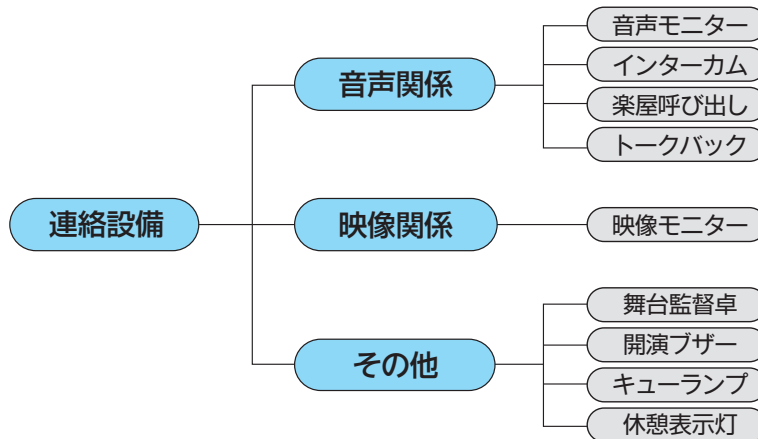 連絡設備
音声関係
音声モニター
インターカム
楽屋呼び出し
トークバック
映像関係
映像モニター
その他
舞台監督卓
開演ブザー
キューランプ
休憩表示灯